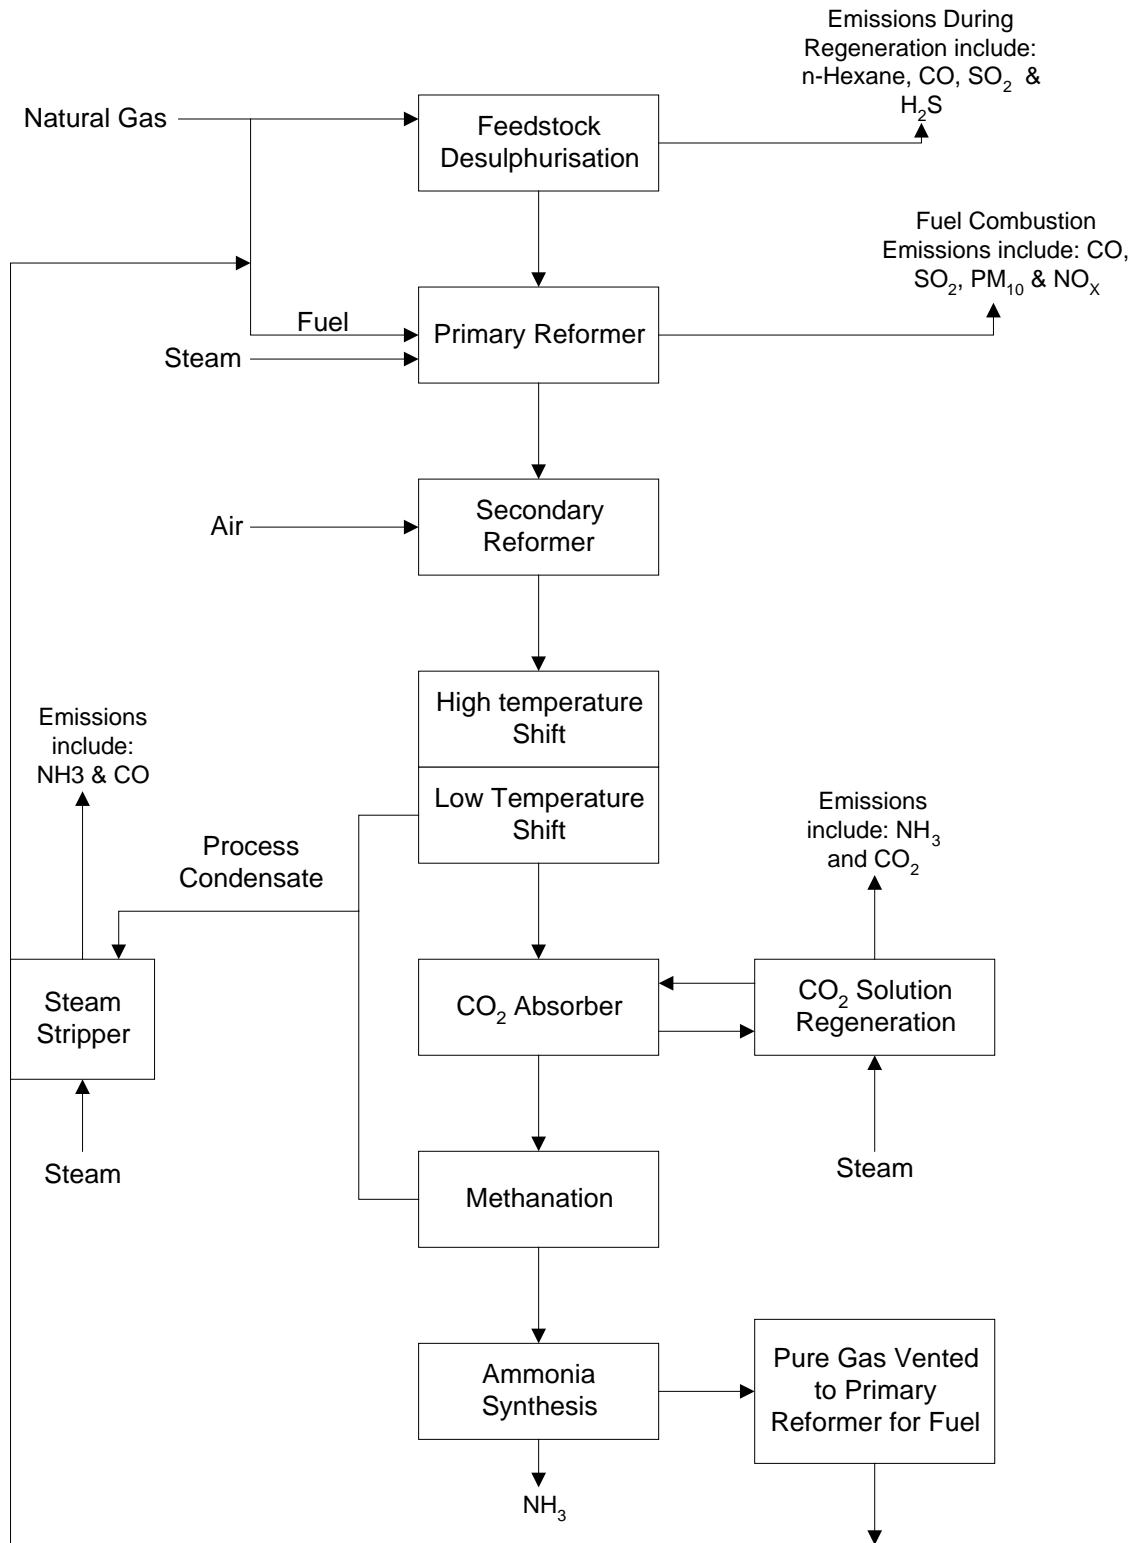 Emissions During
Regeneration include:
n-Hexane, CO, SO₂ &
H₂S
Natural Gas
Feedstock
Desulphurisation
Fuel Combustion
Emissions include: CO,
SO₂, PM₁₀ & NOₓ
Fuel
Primary Reformer
Steam
Air
Secondary
Reformer
High temperature
Shift
Emissions
include:
NH3 & CO
Low Temperature
Shift
Emissions
include: NH₃
and CO₂
Process
Condensate
Steam
Stripper
CO₂ Absorber
CO₂ Solution
Regeneration
Steam
Steam
Methanation
Ammonia
Synthesis
Pure Gas Vented
to Primary
Reformer for Fuel
NH₃